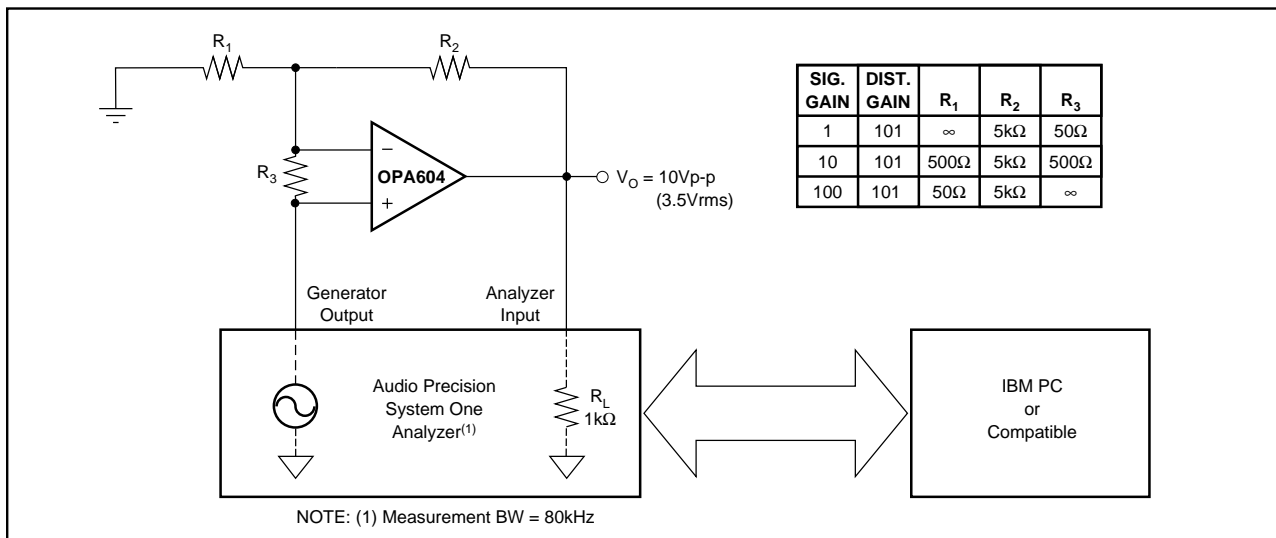 R1
R2
R3
−
+
OPA604
VO = 10Vp-p
(3.5Vrms)
SIG. GAIN DIST. GAIN R1 R2 R3
1 101 ∞ 5kΩ 50Ω
10 101 500Ω 5kΩ 500Ω
100 101 50Ω 5kΩ ∞
Generator
Output
Analyzer
Input
Audio Precision
System One
Analyzer(1)
RL
1kΩ
IBM PC
or
Compatible
NOTE: (1) Measurement BW = 80kHz